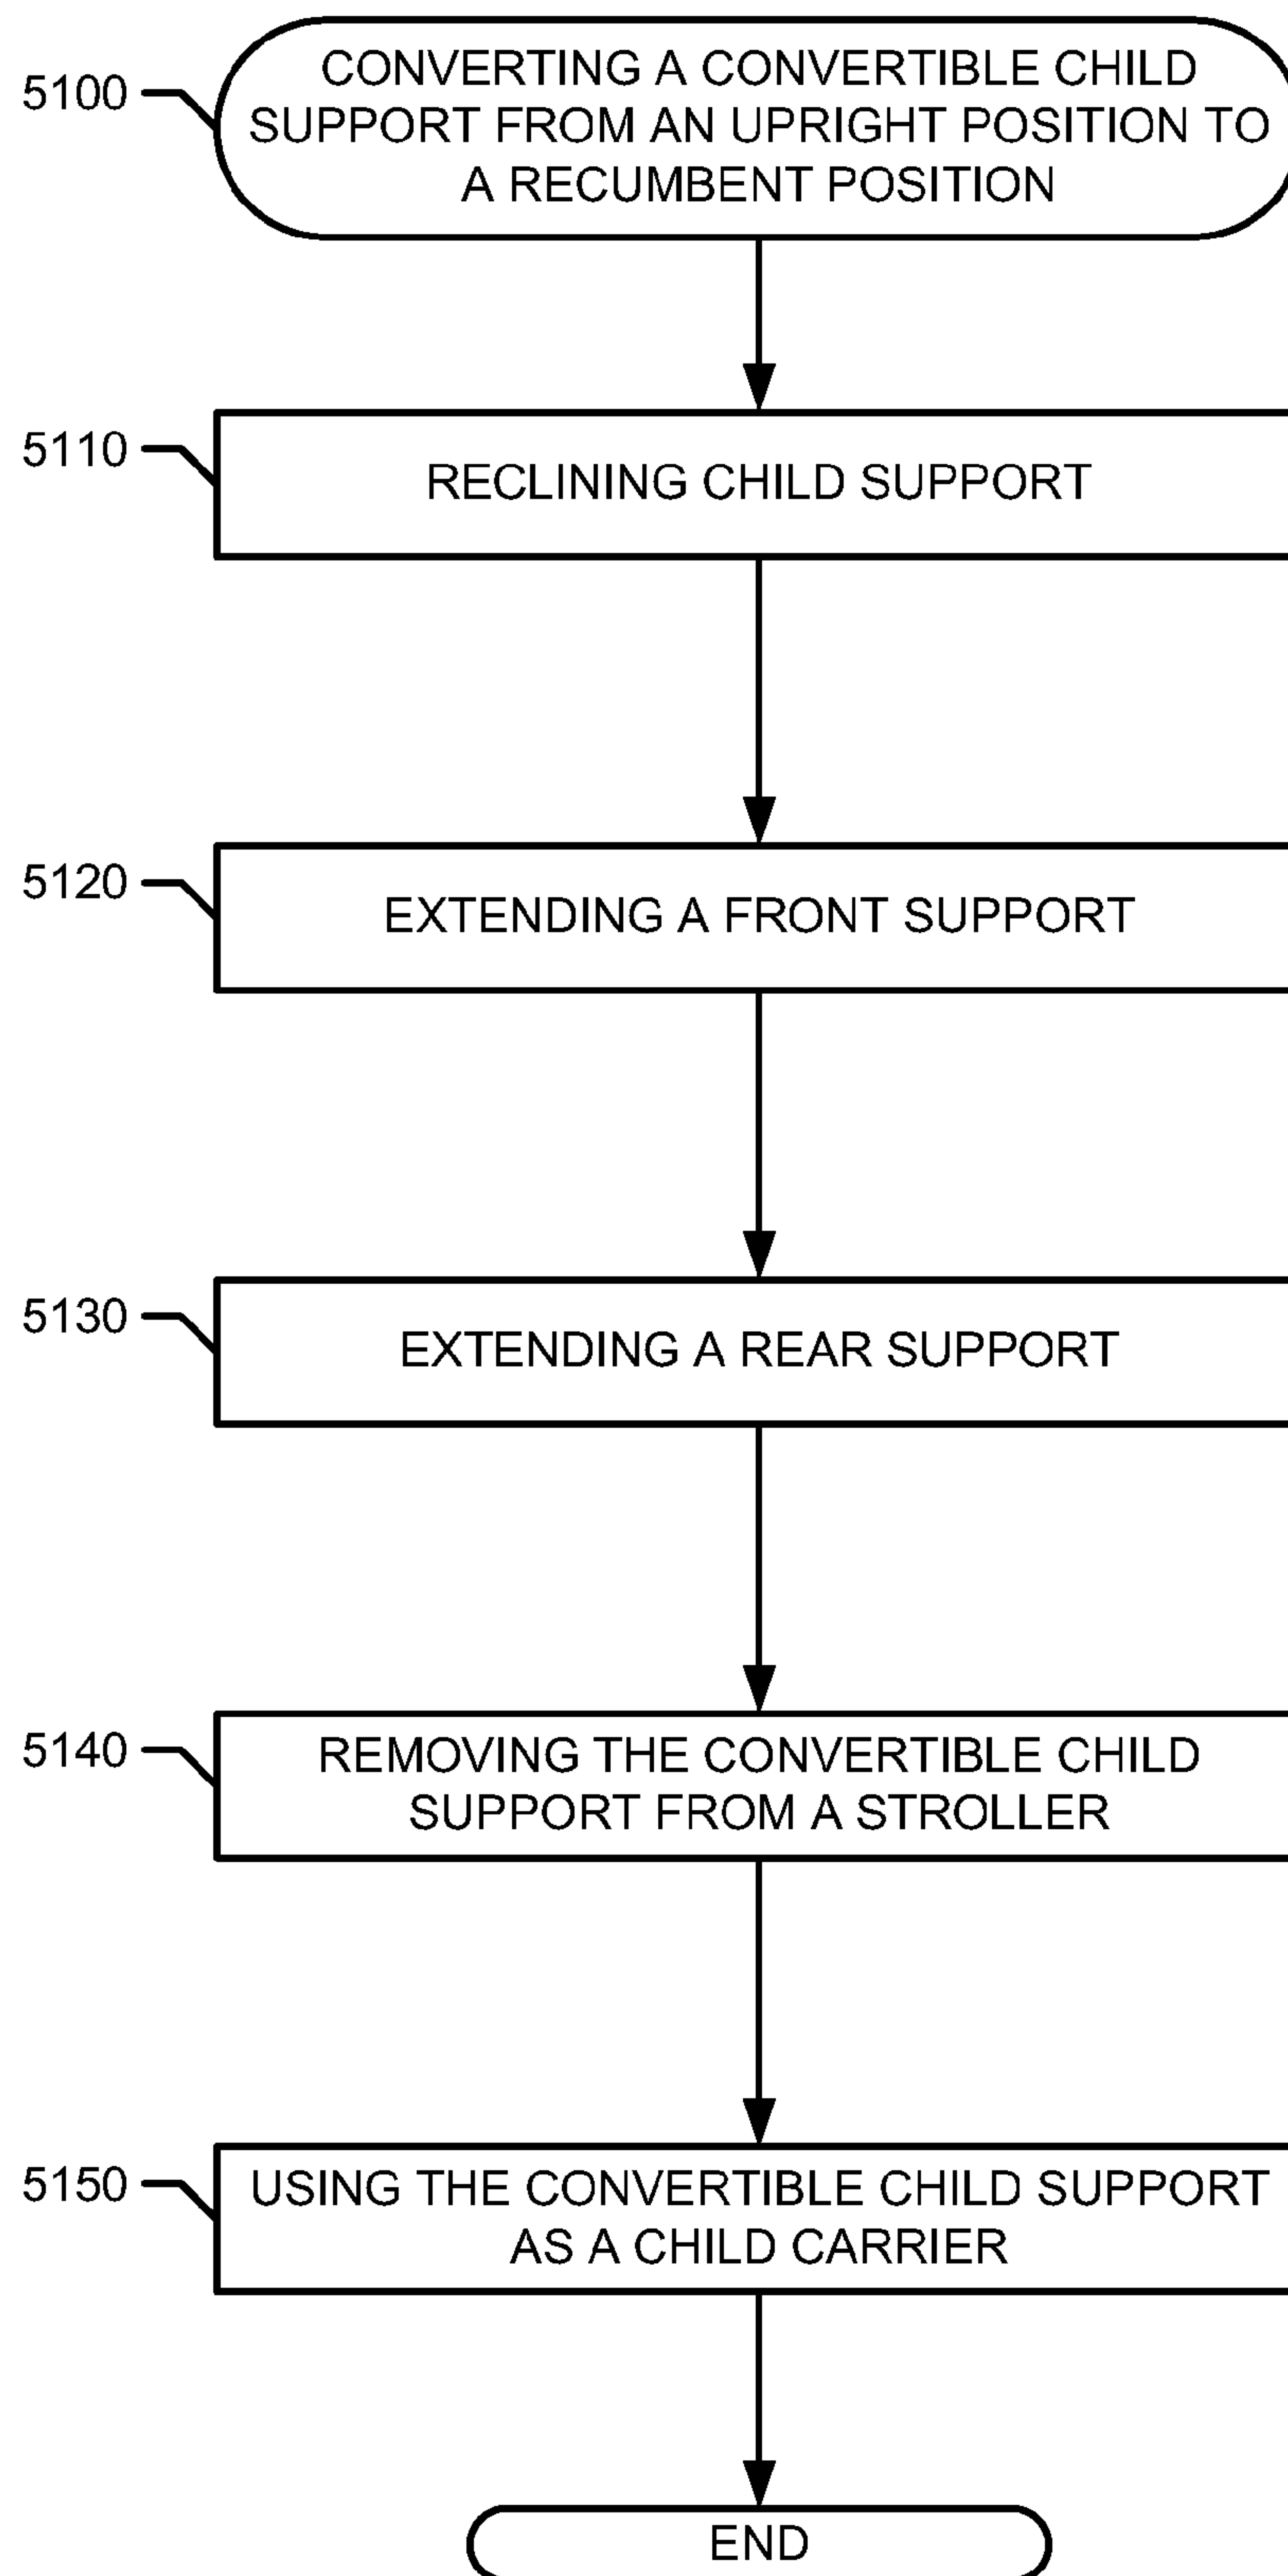 5100
CONVERTING A CONVERTIBLE CHILD
SUPPORT FROM AN UPRIGHT POSITION TO
A RECUMBENT POSITION
5110
RECLINING CHILD SUPPORT
5120
EXTENDING A FRONT SUPPORT
5130
EXTENDING A REAR SUPPORT
5140
REMOVING THE CONVERTIBLE CHILD
SUPPORT FROM A STROLLER
5150
USING THE CONVERTIBLE CHILD SUPPORT
AS A CHILD CARRIER
END